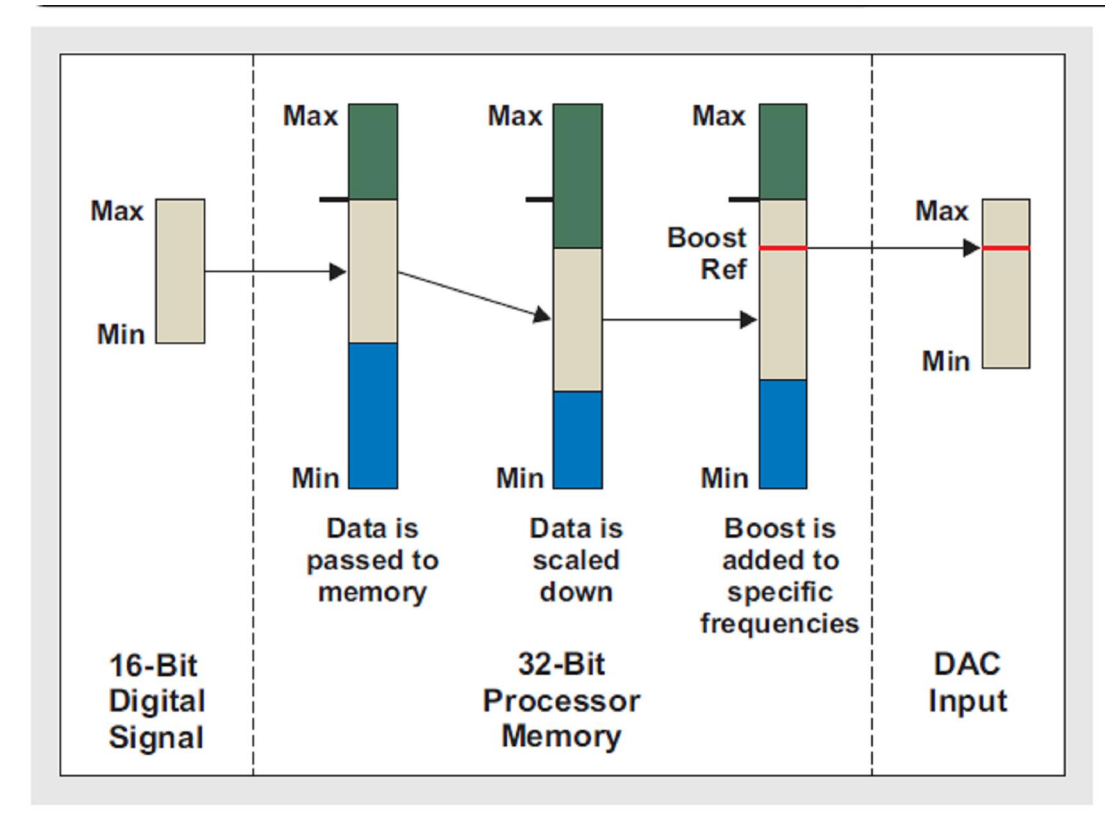 Max
Max
Max
Max
Max
Boost
Ref
Min
Min
Min
Min
Min
Data is
passed to
memory
Data is
scaled
down
Boost is
added to
specific
frequencies
16-Bit
Digital
Signal
32-Bit
Processor
Memory
DAC
Input